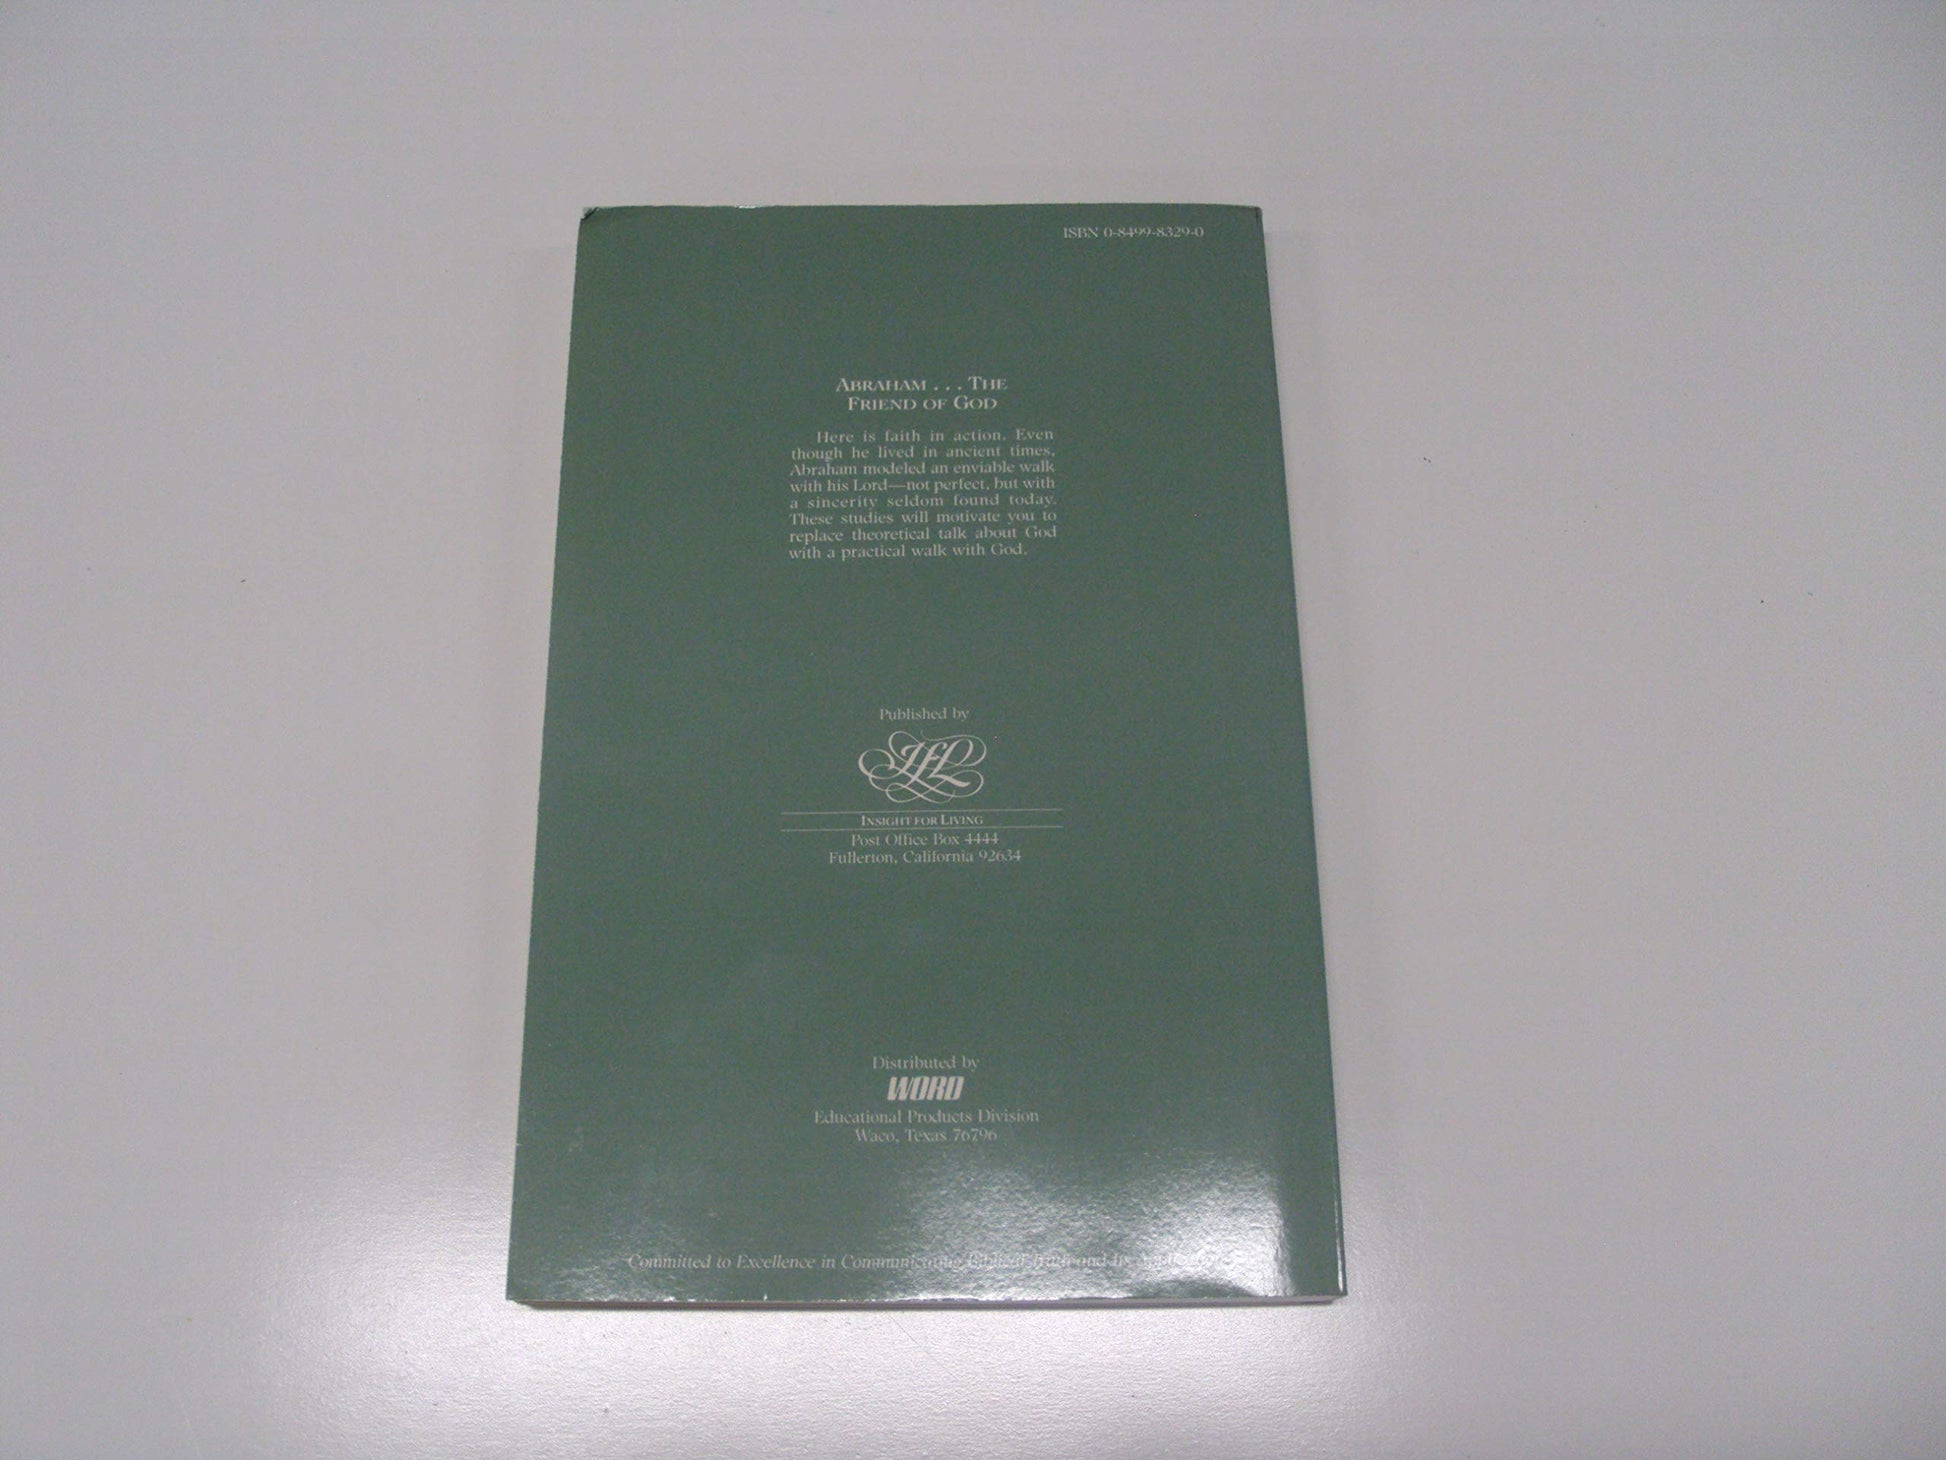 ISBN 0-8499-8329-0
ABRAHAM . . . THE
FRIEND OF GOD
Here is faith in action. Even
though he lived in ancient times,
Abraham modeled an enviable walk
with his Lord—not perfect, but with
a sincerity seldom found today.
These studies will motivate you to
replace theoretical talk about God
with a practical walk with God.
Published by
IFL
INSIGHT FOR LIVING
Post Office Box 4444
Fullerton, California 92634
Distributed by
WORD
Educational Products Division
Waco, Texas 76796
Committed to Excellence in Communicating Biblical Truth and Its